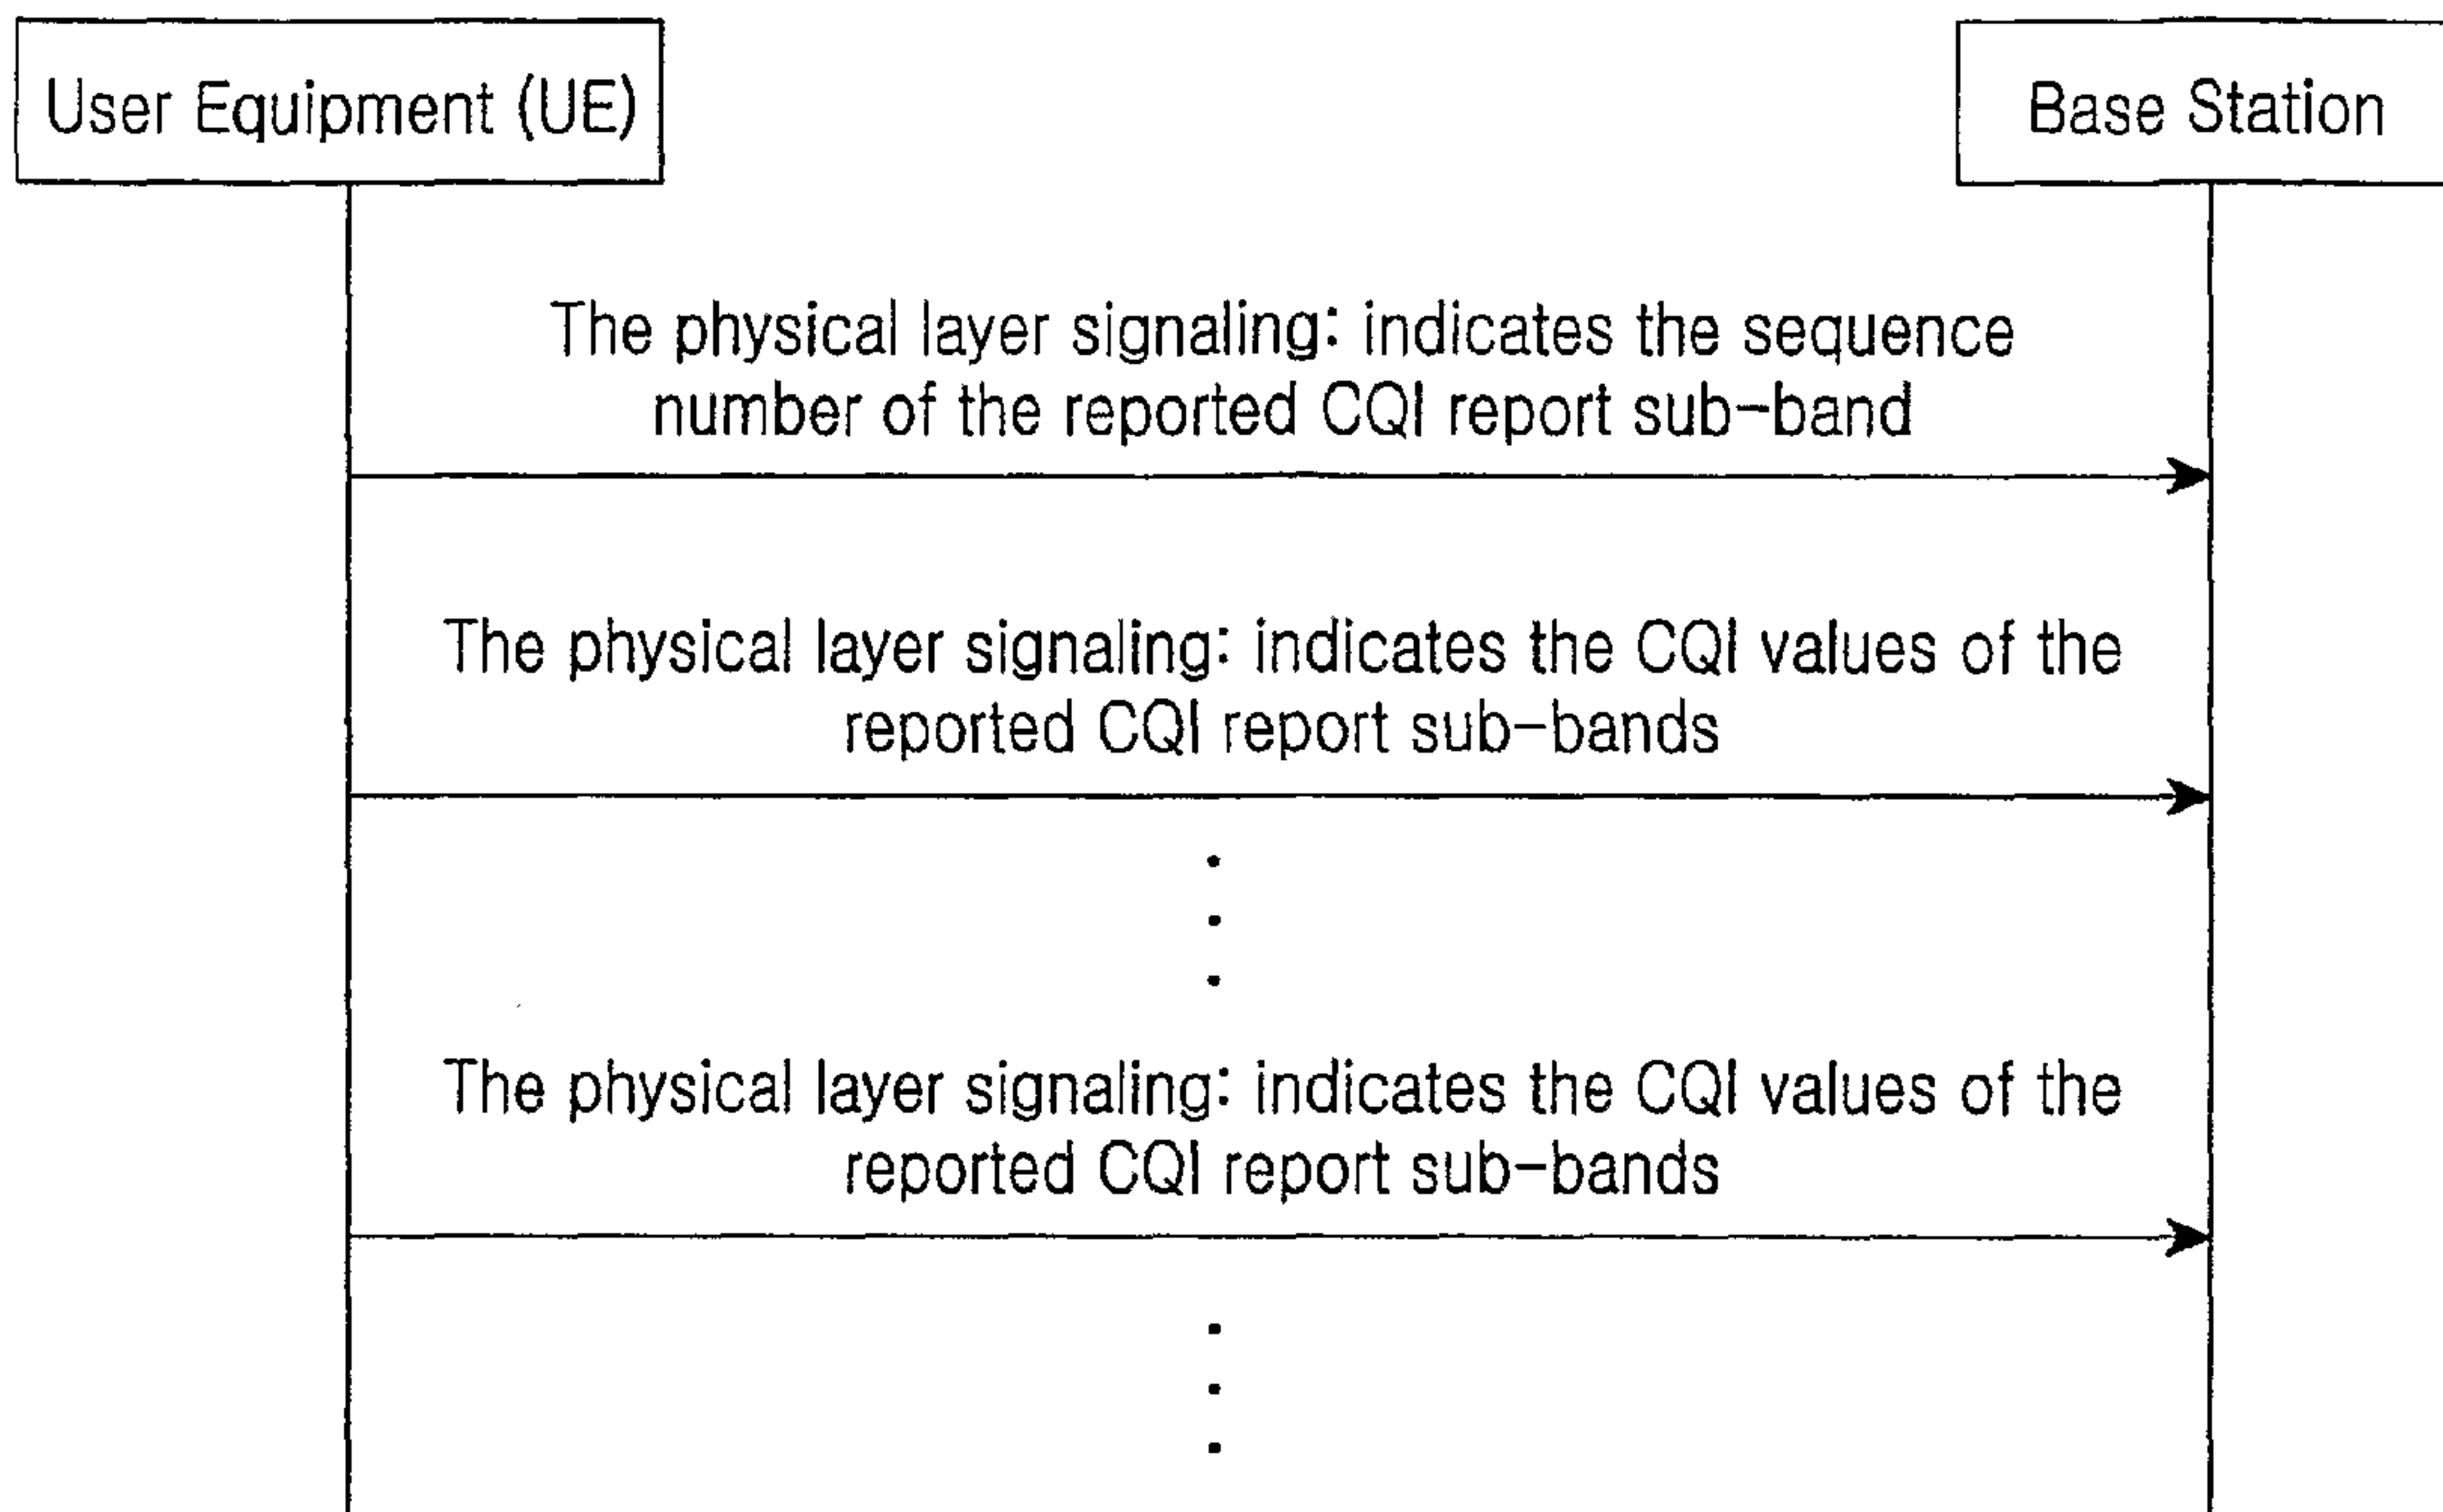 User Equipment (UE)
Base Station
The physical layer signaling: indicates the sequence
number of the reported CQI report sub-band
The physical layer signaling: indicates the CQI values of the
reported CQI report sub-bands
The physical layer signaling: indicates the CQI values of the
reported CQI report sub-bands